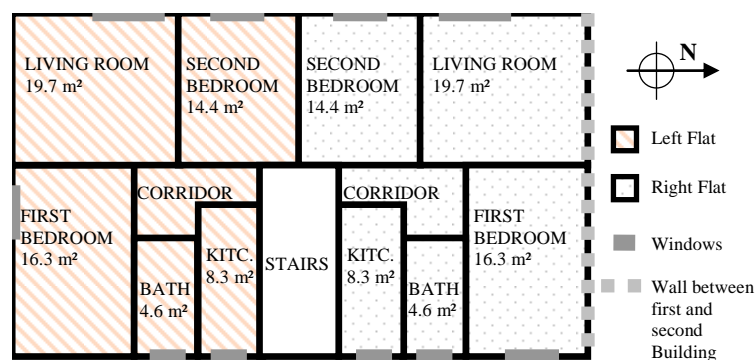 LIVING ROOM
19.7 m²
SECOND
BEDROOM
14.4 m²
SECOND
BEDROOM
14.4 m²
LIVING ROOM
19.7 m²
N
Left Flat
Right Flat
Windows
Wall between
first and
second
Building
CORRIDOR
CORRIDOR
FIRST
BEDROOM
16.3 m²
BATH
4.6 m²
KITC.
8.3 m²
STAIRS
KITC.
8.3 m²
BATH
4.6 m²
FIRST
BEDROOM
16.3 m²